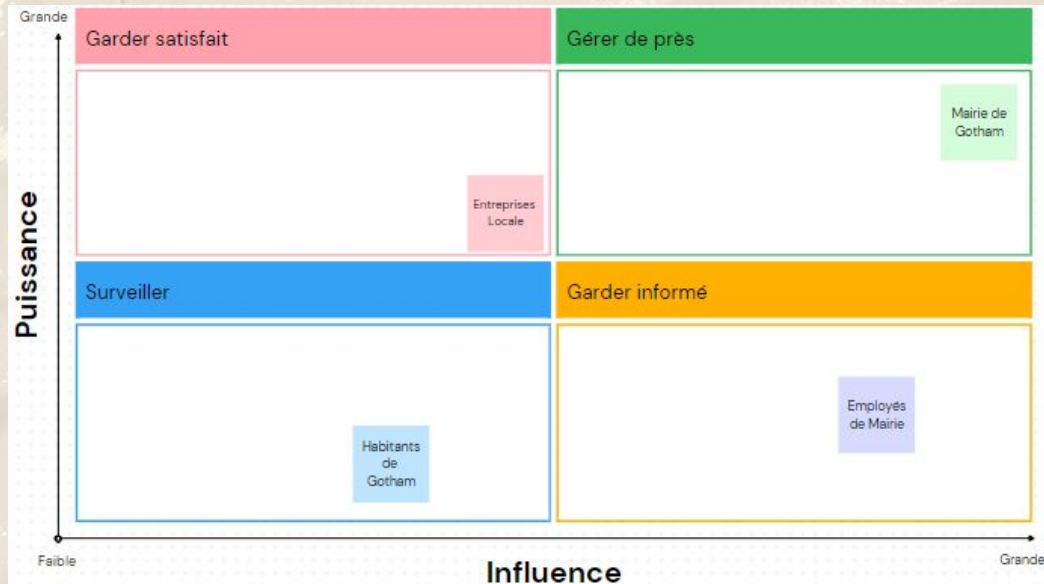 Grande
Garder satisfait
Gérer de près
Mairie de
Gotham
Entreprises
Locale
Puissance
Surveiller
Garder informé
Employés
de Mairie
Habitants
de
Gotham
Faible
Grande
Influence